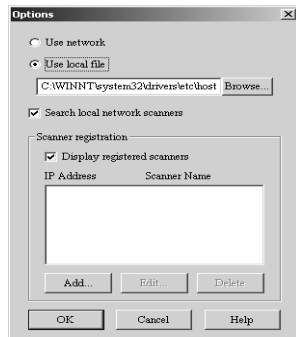 Options
Use network
Use local file
C:\WINNT\system32\drivers\etc\host Browse...
Search local network scanners
Scanner registration
Display registered scanners
IP Address Scanner Name
Add... Edit... Delete
OK Cancel Help